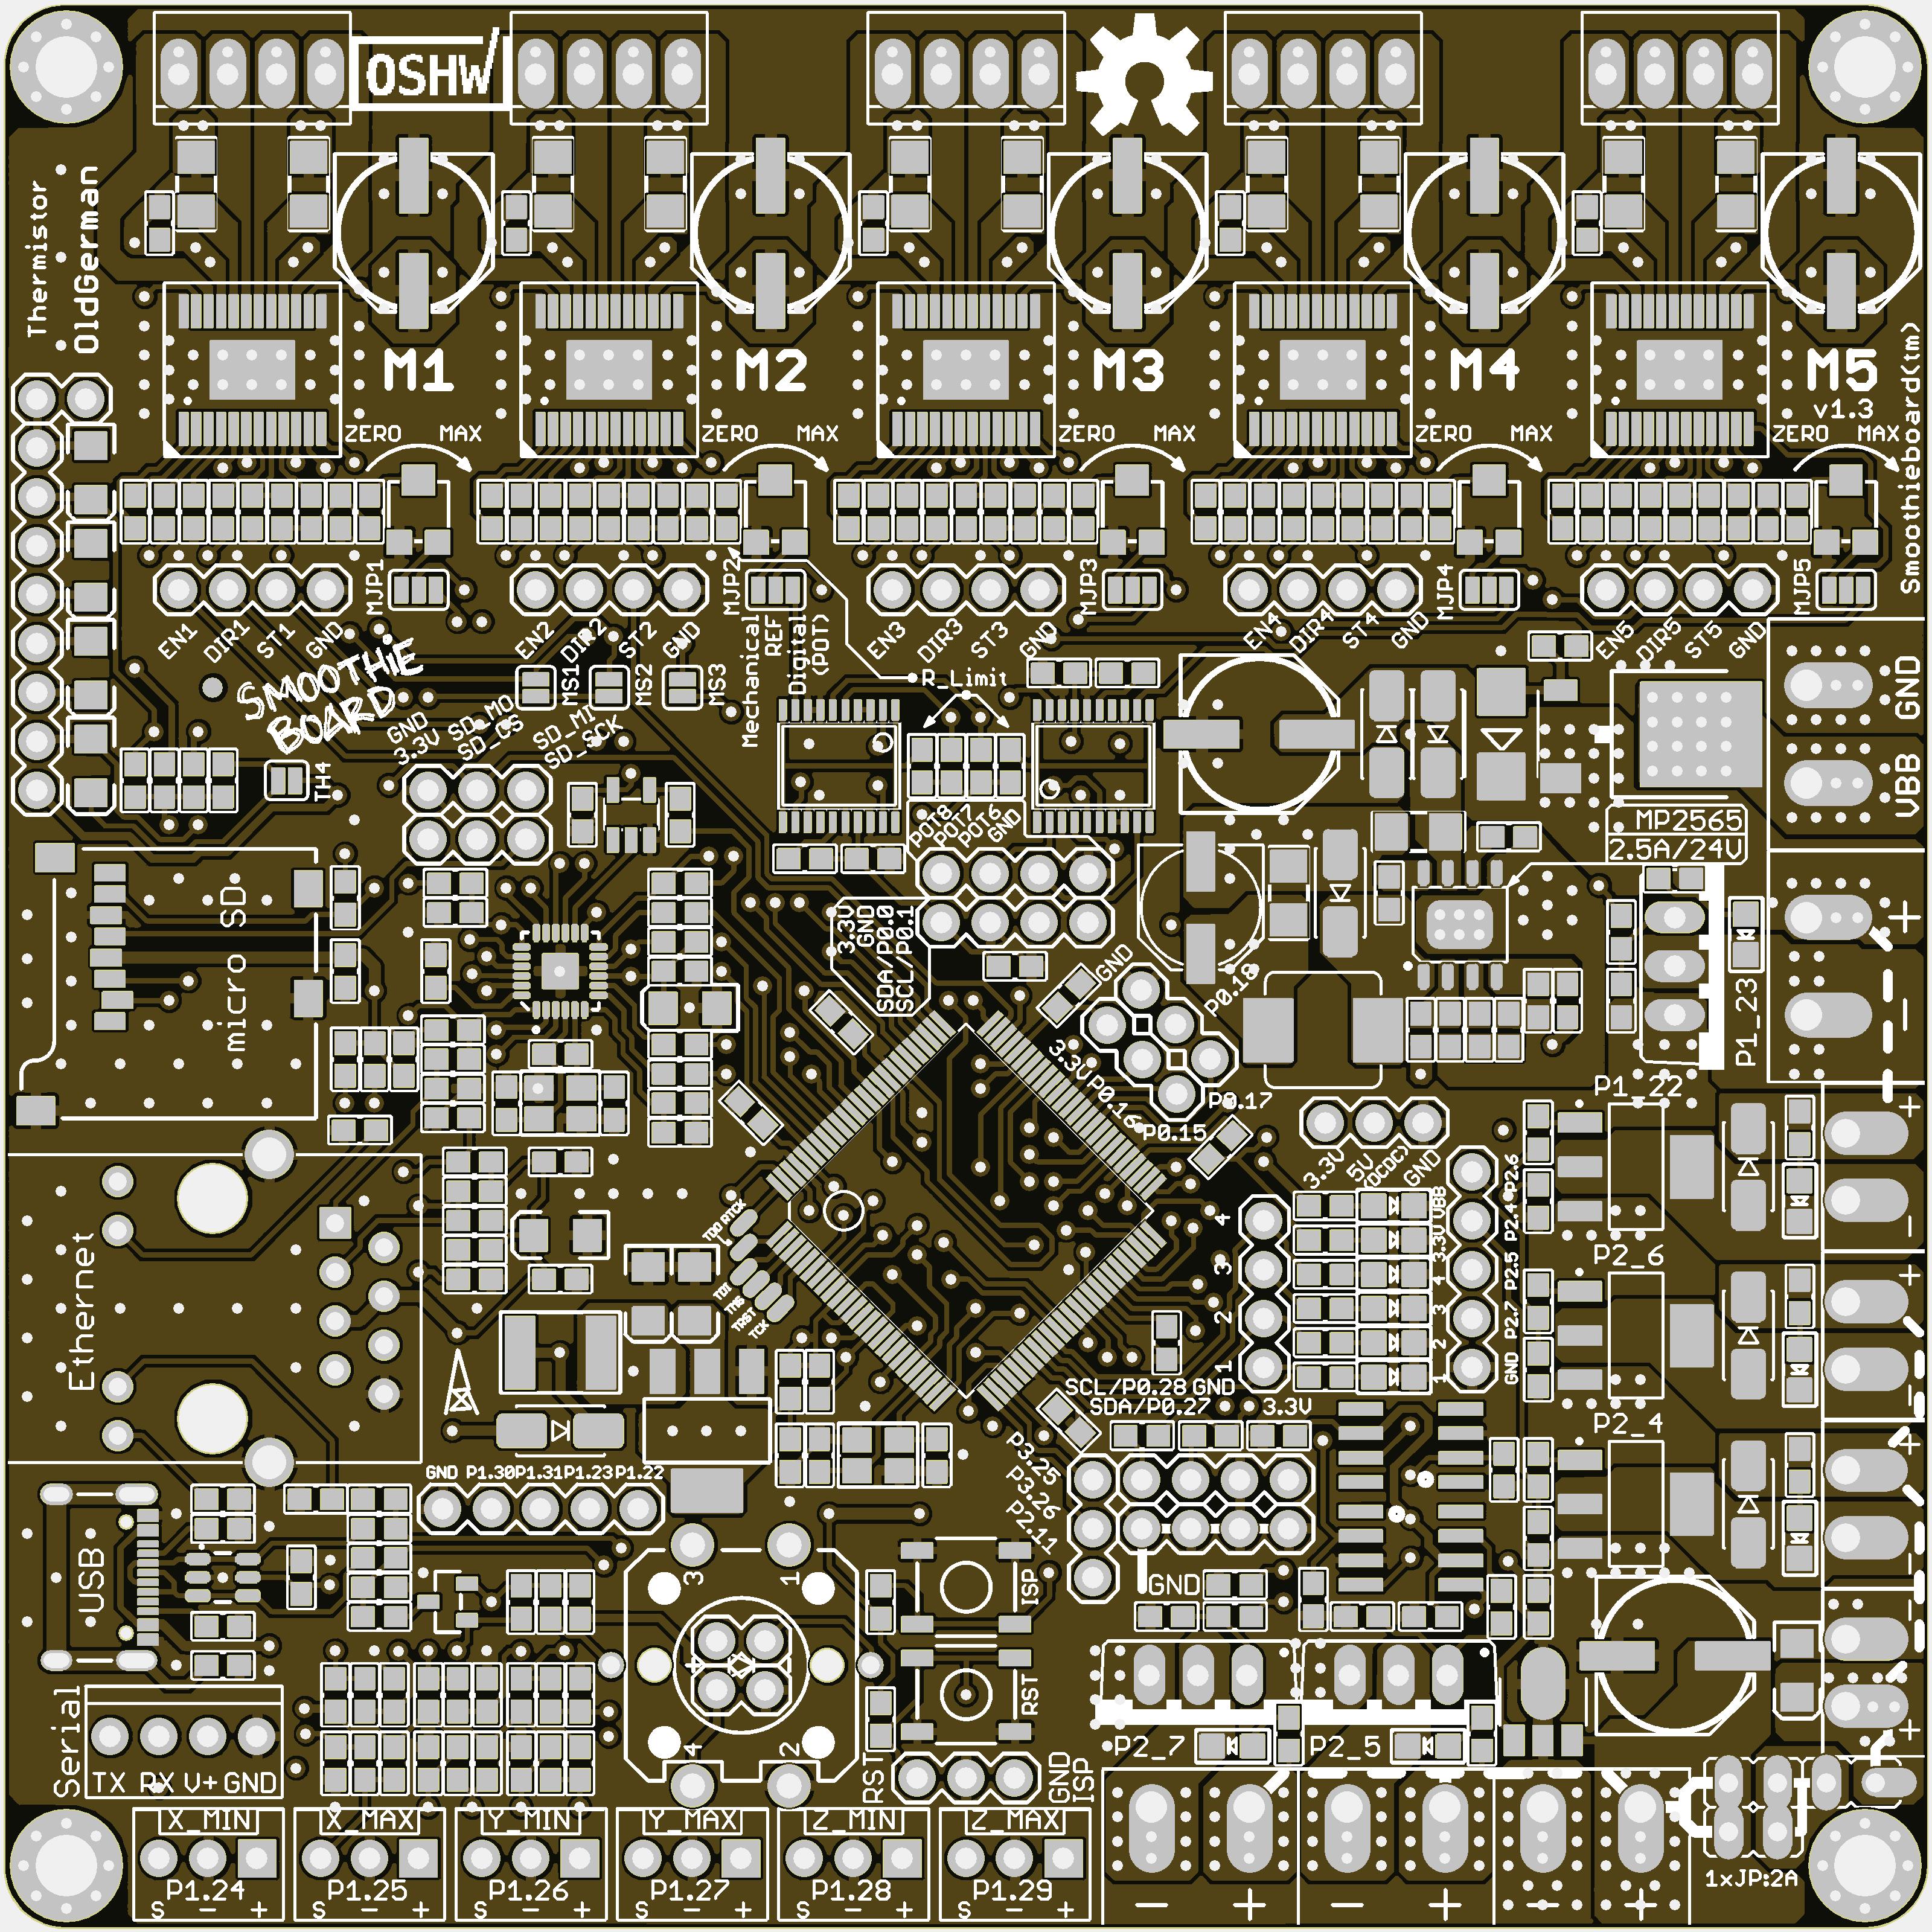 OSHW
Thermistor
OldGerman
M1
M2
M3
M4
M5
v1.3
Smoothieboard(tm)
ZERO MAX
ZERO MAX
ZERO MAX
ZERO MAX
ZERO MAX
MJP1
MJP2
MJP3
MJP4
MJP5
EN1 DIR1 ST1 GND
EN2 DIR2 ST2 GND
EN3 DIR3 ST3 GND
EN4 DIR4 ST4 GND
EN5 DIR5 ST5 GND
SMOOTHIE
BOARD
MS1
MS2
MS3
Mechanical
REF
Digital
(POT)
R_Limit
GND SD_MO SD_MI
3.3V SD_CS SD_SCK
TH4
GND
VBB
MP2565
2.5A/24V
POT8
POT7
POT6
GND
3.3V
GND
SDA/P0.0
SCL/P0.1
micro SD
GND
P0.18
3.3V
P0.16
P0.17
P0.15
+
-
P1_23
P1_22
3.3V
5V
(DCDC)
GND
P2.6
VBB
P2.4
3.3V
P2.5
P2.7
GND
4
3
2
1
4
3
2
1
+
-
P2_6
+
P2_4
+
Ethernet
TDO RTCK
TDI
TMS
TRST
TCK
SCL/P0.28 GND
SDA/P0.27 3.3V
P3.25
P3.26
P2.11
GND P1.30 P1.31 P1.23 P1.22
USB
3
1
4
2
ISP
GND
RST
Serial
TX RX V+ GND
RST
GND
ISP
P2_7
P2_5
+
X_MIN
X_MAX
Y_MIN
Y_MAX
Z_MIN
Z_MAX
P1.24
P1.25
P1.26
P1.27
P1.28
P1.29
S - +
S - +
S - +
S - +
S - +
S - +
- +
- +
- +
1xJP:2A